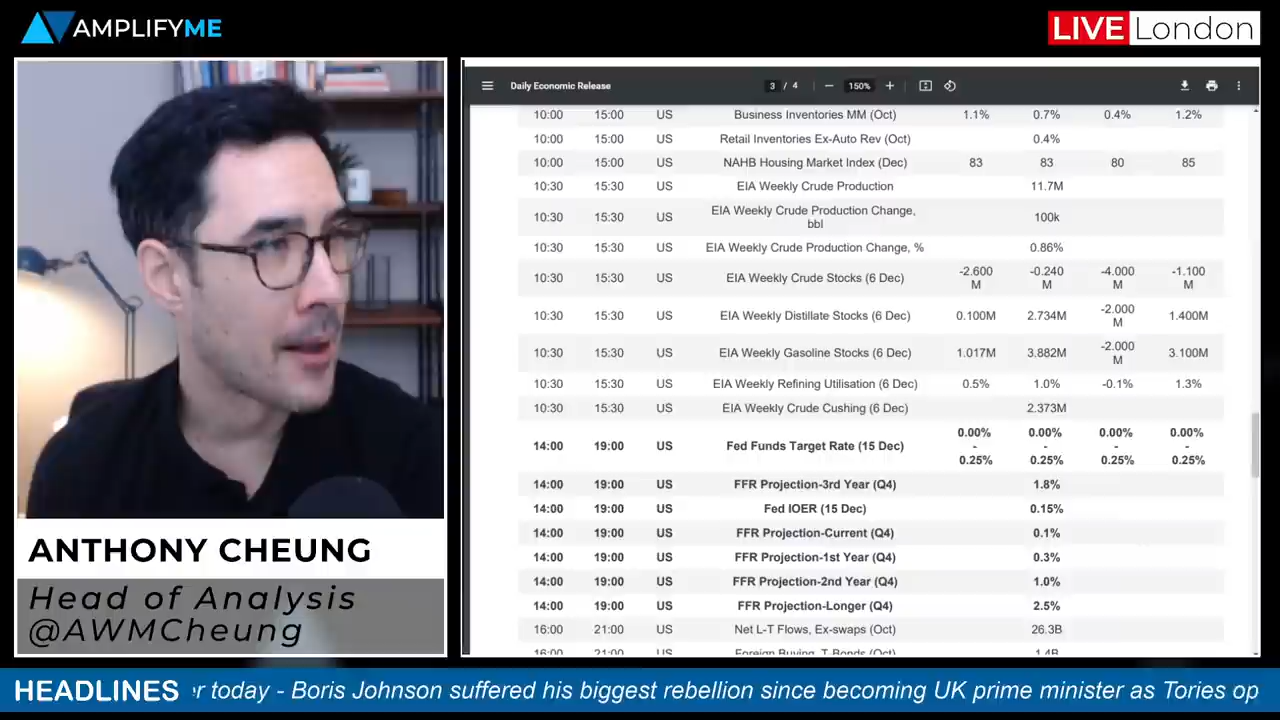 AMPLIFYME
LIVE London
Daily Economic Release
3 / 4
150%
10:00 15:00 US Business Inventories MM (Oct) 1.1% 0.7% 0.4% 1.2%
10:00 15:00 US Retail Inventories Ex-Auto Rev (Oct) 0.4%
10:00 15:00 US NAHB Housing Market Index (Dec) 83 83 80 85
10:30 15:30 US EIA Weekly Crude Production 11.7M
10:30 15:30 US EIA Weekly Crude Production Change, 100k
bbl
10:30 15:30 US EIA Weekly Crude Production Change, % 0.86%
10:30 15:30 US EIA Weekly Crude Stocks (6 Dec) -2.600 -0.240 -4.000 -1.100
M M M M
10:30 15:30 US EIA Weekly Distillate Stocks (6 Dec) 0.100M 2.734M -2.000 1.400M
M
10:30 15:30 US EIA Weekly Gasoline Stocks (6 Dec) 1.017M 3.882M -2.000 3.100M
M
10:30 15:30 US EIA Weekly Refining Utilisation (6 Dec) 0.5% 1.0% -0.1% 1.3%
10:30 15:30 US EIA Weekly Crude Cushing (6 Dec) 2.373M
0.00% 0.00% 0.00% 0.00%
14:00 19:00 US Fed Funds Target Rate (15 Dec) - - - -
0.25% 0.25% 0.25% 0.25%
14:00 19:00 US FFR Projection-3rd Year (Q4) 1.8%
14:00 19:00 US Fed IOER (15 Dec) 0.15%
14:00 19:00 US FFR Projection-Current (Q4) 0.1%
14:00 19:00 US FFR Projection-1st Year (Q4) 0.3%
14:00 19:00 US FFR Projection-2nd Year (Q4) 1.0%
14:00 19:00 US FFR Projection-Longer (Q4) 2.5%
16:00 21:00 US Net L-T Flows, Ex-swaps (Oct) 26.3B
16:00 21:00 US Foreign Buying, T-Bonds (Oct) 1.4B
ANTHONY CHEUNG
Head of Analysis
@AWMCheung
HEADLINES er today - Boris Johnson suffered his biggest rebellion since becoming UK prime minister as Tories op